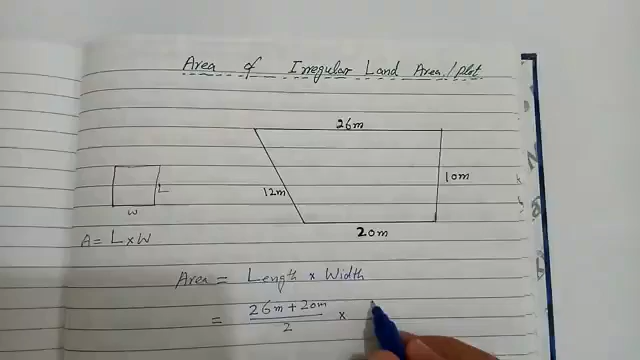 Area of Irregular Land Area/plot
26m
12m
10m
20m
L
W
A = L x W
Area = Length x Width
= 26m + 20m / 2 x